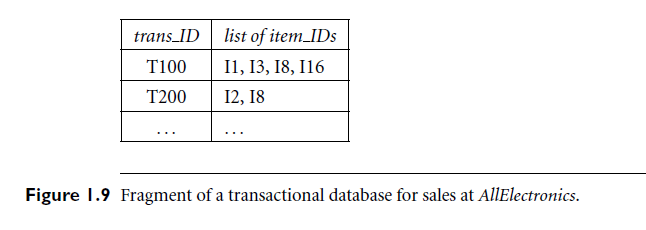 trans_ID list of item_IDs
T100 I1, I3, I8, I16
T200 I2, I8
... ...
Figure 1.9 Fragment of a transactional database for sales at AllElectronics.